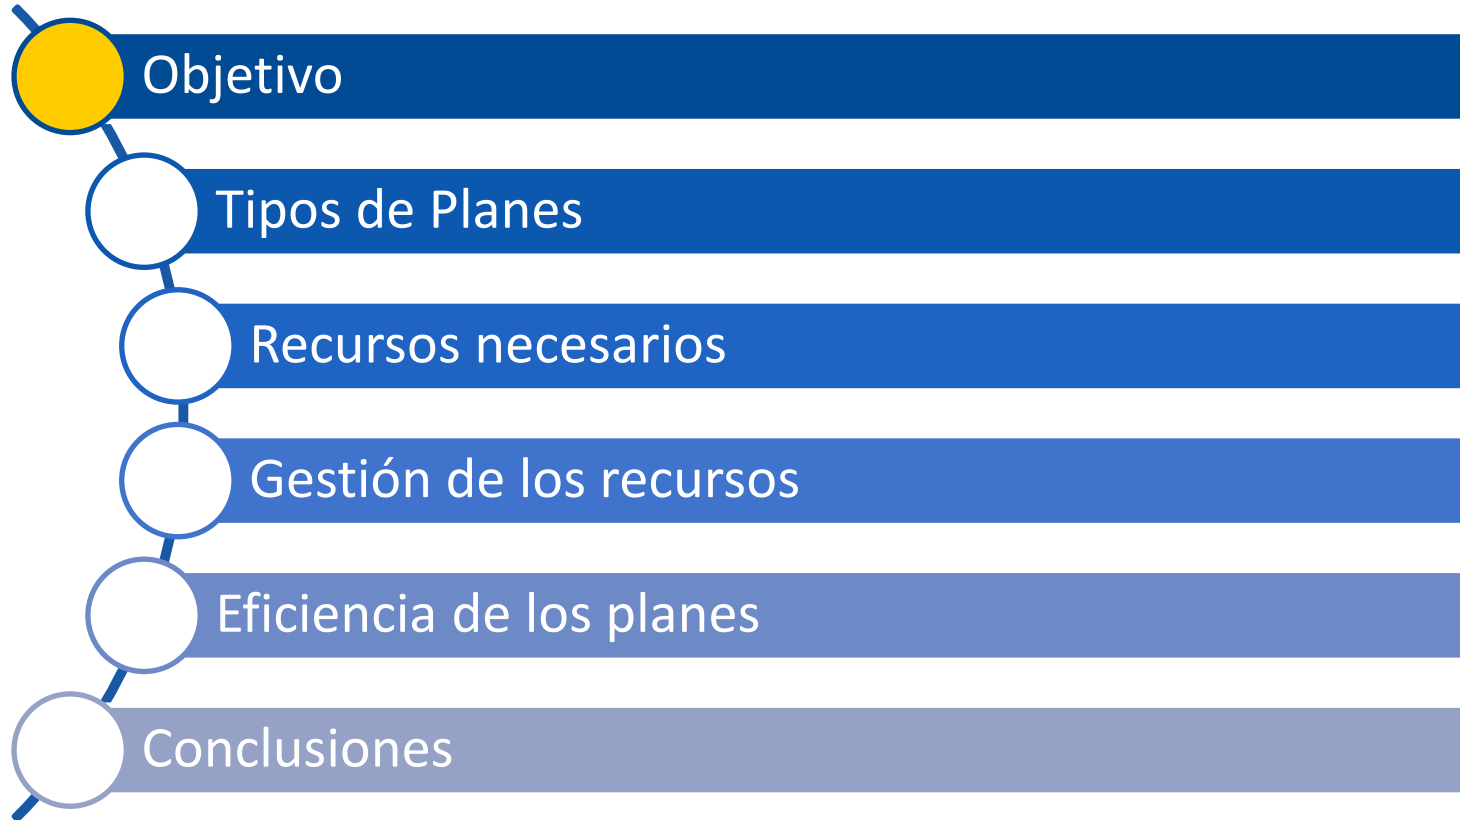 Objetivo
Tipos de Planes
Recursos necesarios
Gestión de los recursos
Eficiencia de los planes
Conclusiones